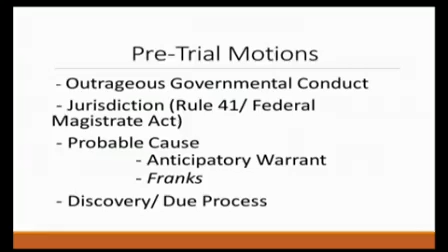 Pre-Trial Motions
- Outrageous Governmental Conduct
- Jurisdiction (Rule 41/ Federal
Magistrate Act)
- Probable Cause
- Anticipatory Warrant
- Franks
- Discovery/ Due Process